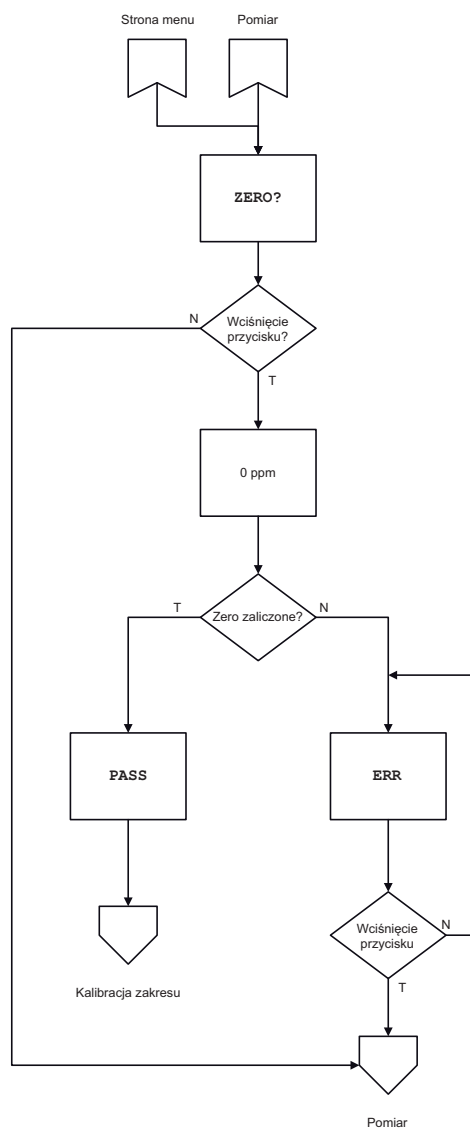 Strona menu
Pomiar
ZERO?
N
Wciśnięcie
przycisku?
T
0 ppm
T
Zero zaliczone?
N
PASS
ERR
Wciśnięcie
przycisku
N
Kalibracja zakresu
T
Pomiar